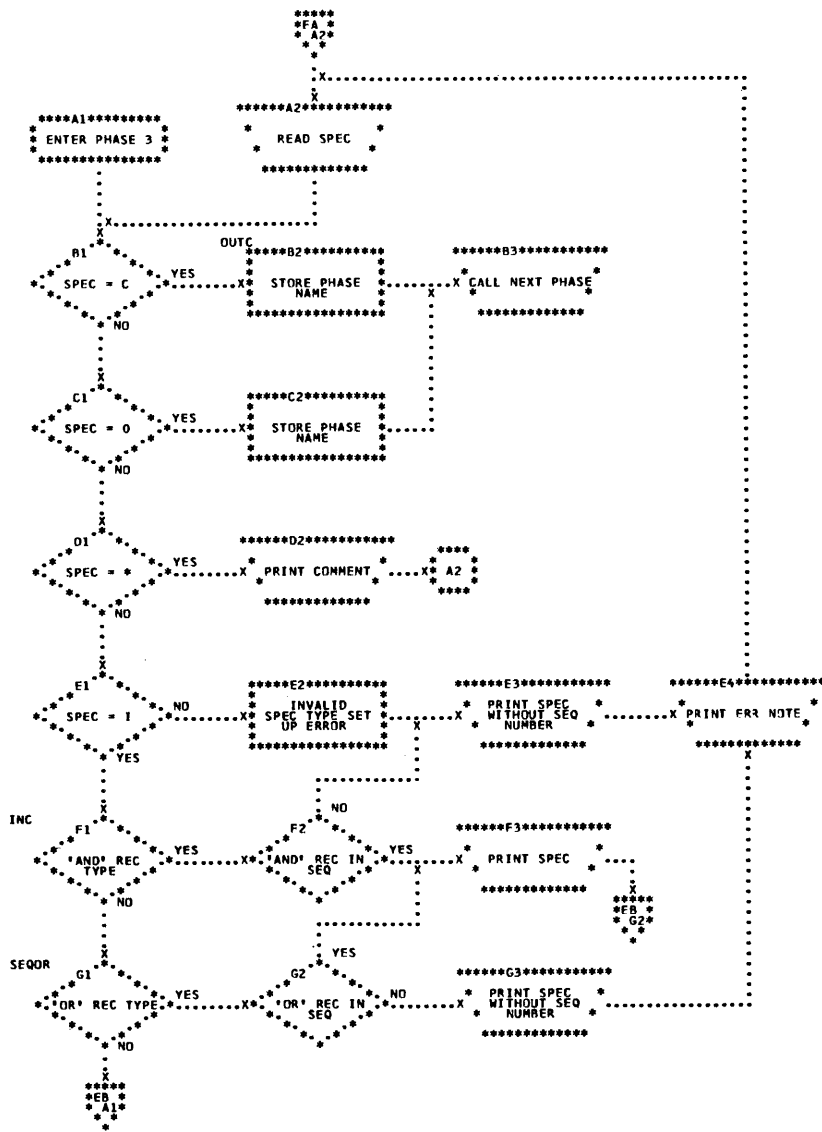 EA
A2
A1
ENTER PHASE 3
A2
READ SPEC
B1
SPEC = C
YES
NO
OUTC
B2
STORE PHASE
NAME
B3
CALL NEXT PHASE
C1
SPEC = O
YES
NO
C2
STORE PHASE
NAME
D1
SPEC = *
YES
NO
D2
PRINT COMMENT
A2
E1
SPEC = I
NO
YES
E2
INVALID
SPEC TYPE SET
UP ERROR
E3
PRINT SPEC
WITHOUT SEQ
NUMBER
E4
PRINT ERR NOTE
INC
F1
'AND' REC
TYPE
YES
NO
F2
'AND' REC IN
SEQ
NO
YES
F3
PRINT SPEC
EB
G2
SEQOR
G1
'OR' REC TYPE
YES
NO
G2
'OR' REC IN
SEQ
YES
NO
G3
PRINT SPEC
WITHOUT SEQ
NUMBER
EB
A1